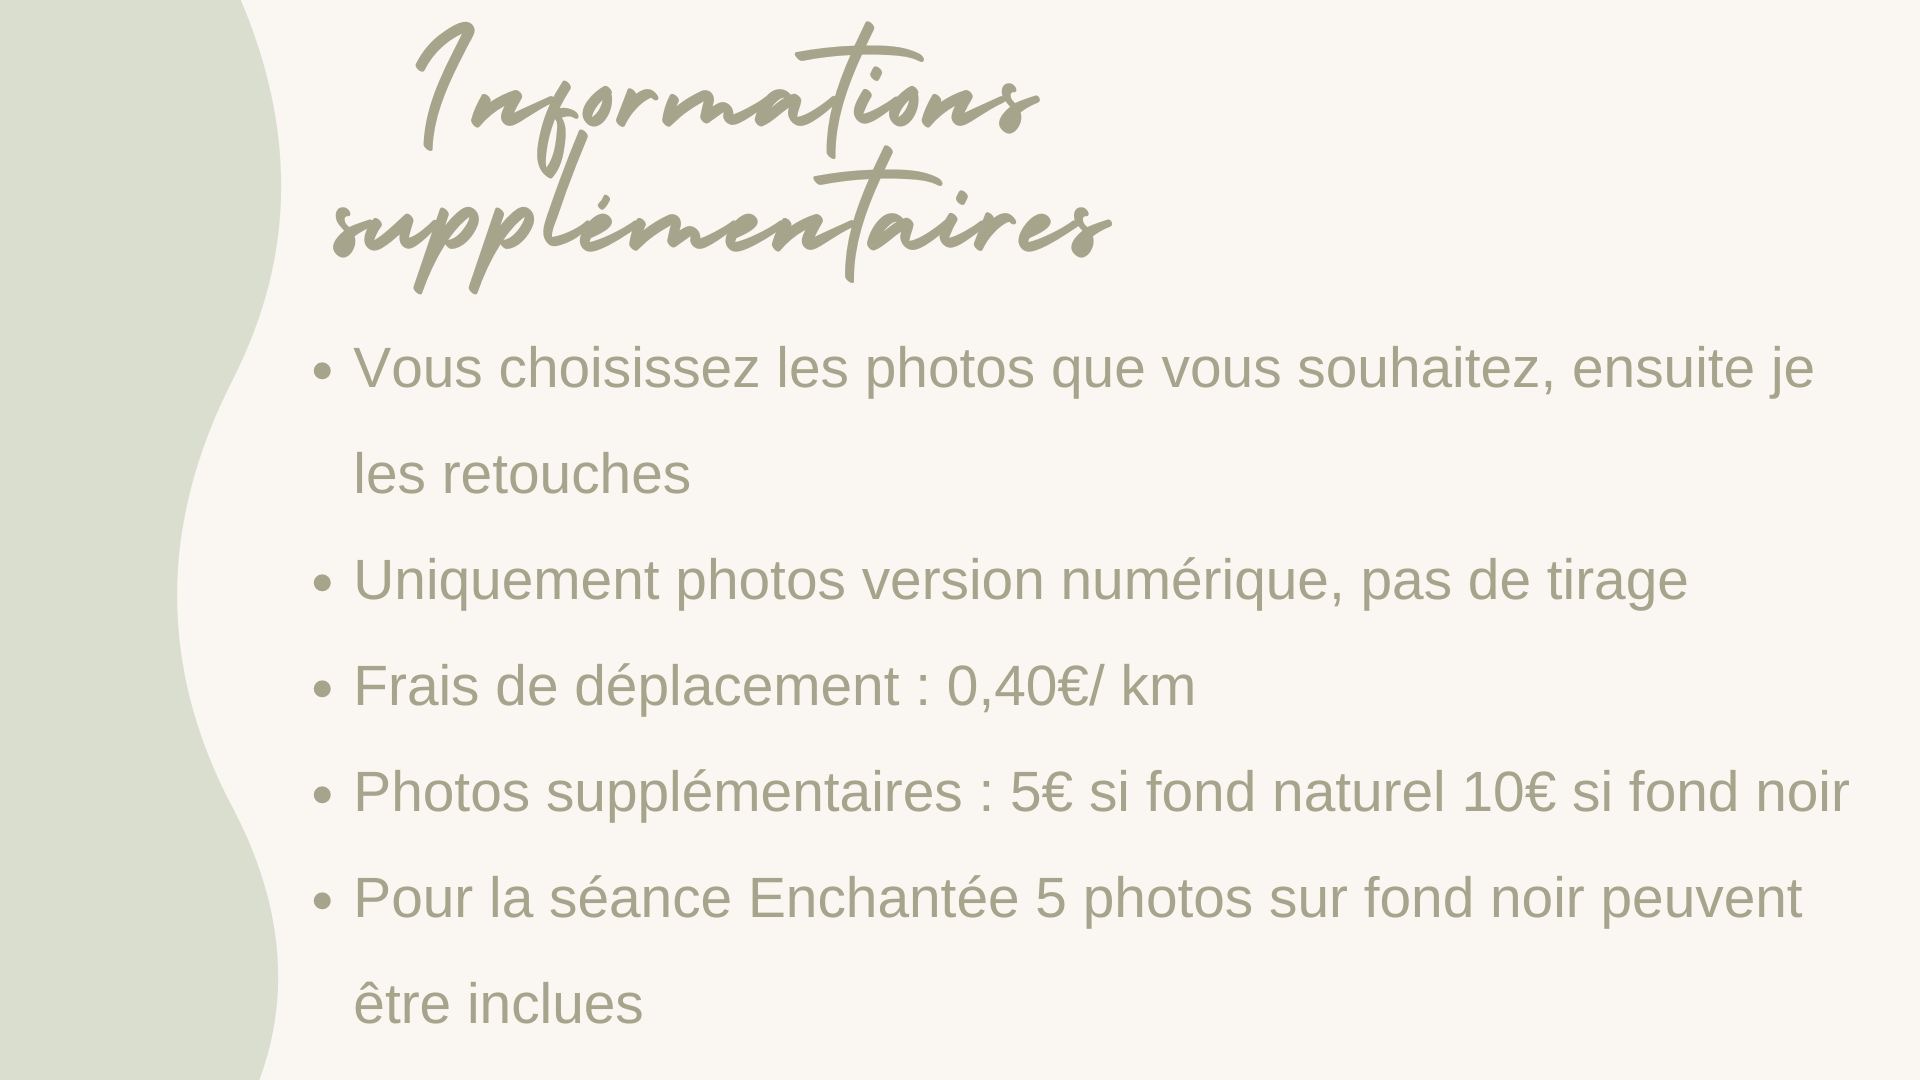 Informations
supplémentaires
• Vous choisissez les photos que vous souhaitez, ensuite je
les retouches
• Uniquement photos version numérique, pas de tirage
• Frais de déplacement : 0,40€/ km
• Photos supplémentaires : 5€ si fond naturel 10€ si fond noir
• Pour la séance Enchantée 5 photos sur fond noir peuvent
être inclues